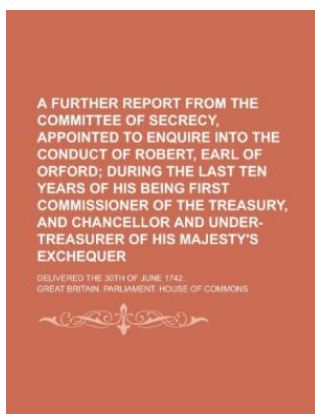 A FURTHER REPORT FROM THE
COMMITTEE OF SECRECY,
APPOINTED TO ENQUIRE INTO THE
CONDUCT OF ROBERT, EARL OF
ORFORD; DURING THE LAST TEN
YEARS OF HIS BEING FIRST
COMMISSIONER OF THE TREASURY,
AND CHANCELLOR AND UNDER-
TREASURER OF HIS MAJESTY'S
EXCHEQUER
DELIVERED THE 30TH OF JUNE 1742..
GREAT BRITAIN. PARLIAMENT. HOUSE OF COMMONS